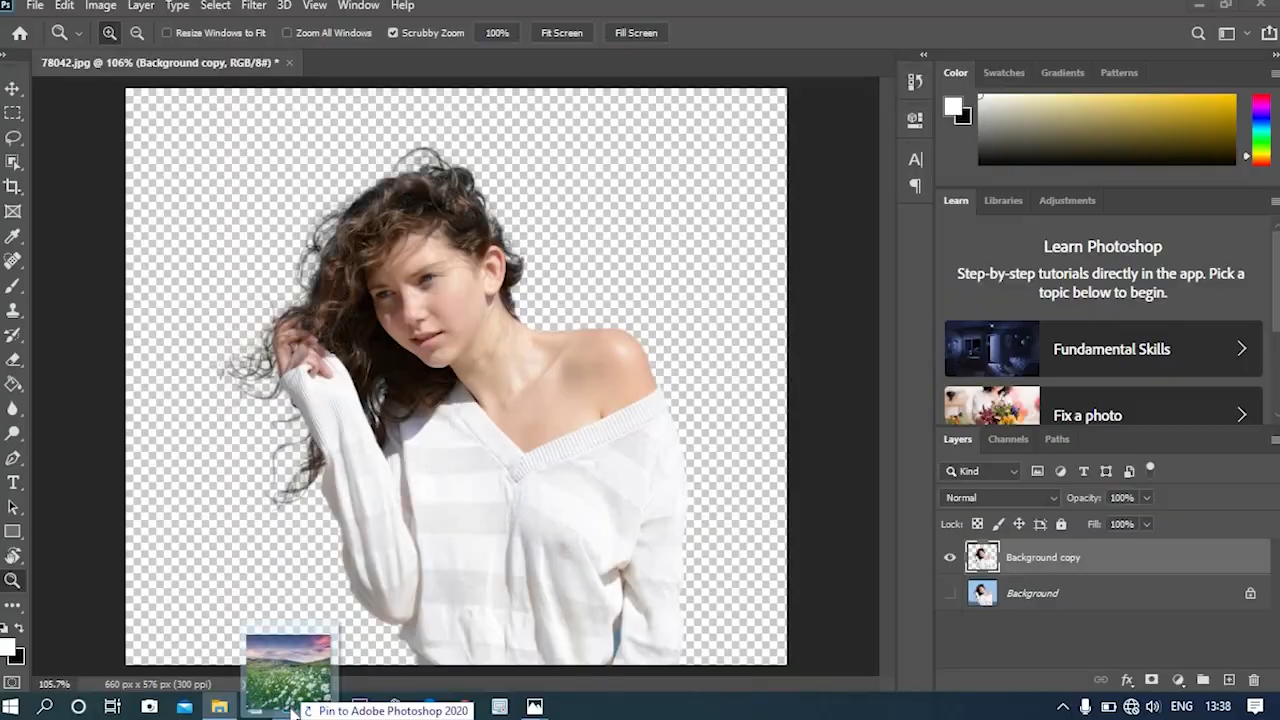 Ps File Edit Image Layer Type Select Filter 3D View Window Help
Resize Windows to Fit Zoom All Windows Scrubby Zoom 100% Fit Screen Fill Screen
78042.jpg @ 106% (Background copy, RGB/8#) * ×
Color Swatches Gradients Patterns
Learn Libraries Adjustments
Learn Photoshop
Step-by-step tutorials directly in the app. Pick a
topic below to begin.
Fundamental Skills
Fix a photo
Layers Channels Paths
Kind
Normal Opacity: 100%
Lock: Fill: 100%
Background copy
Background
105.7% 660 px x 576 px (300 ppi)
Pin to Adobe Photoshop 2020
ENG 13:38